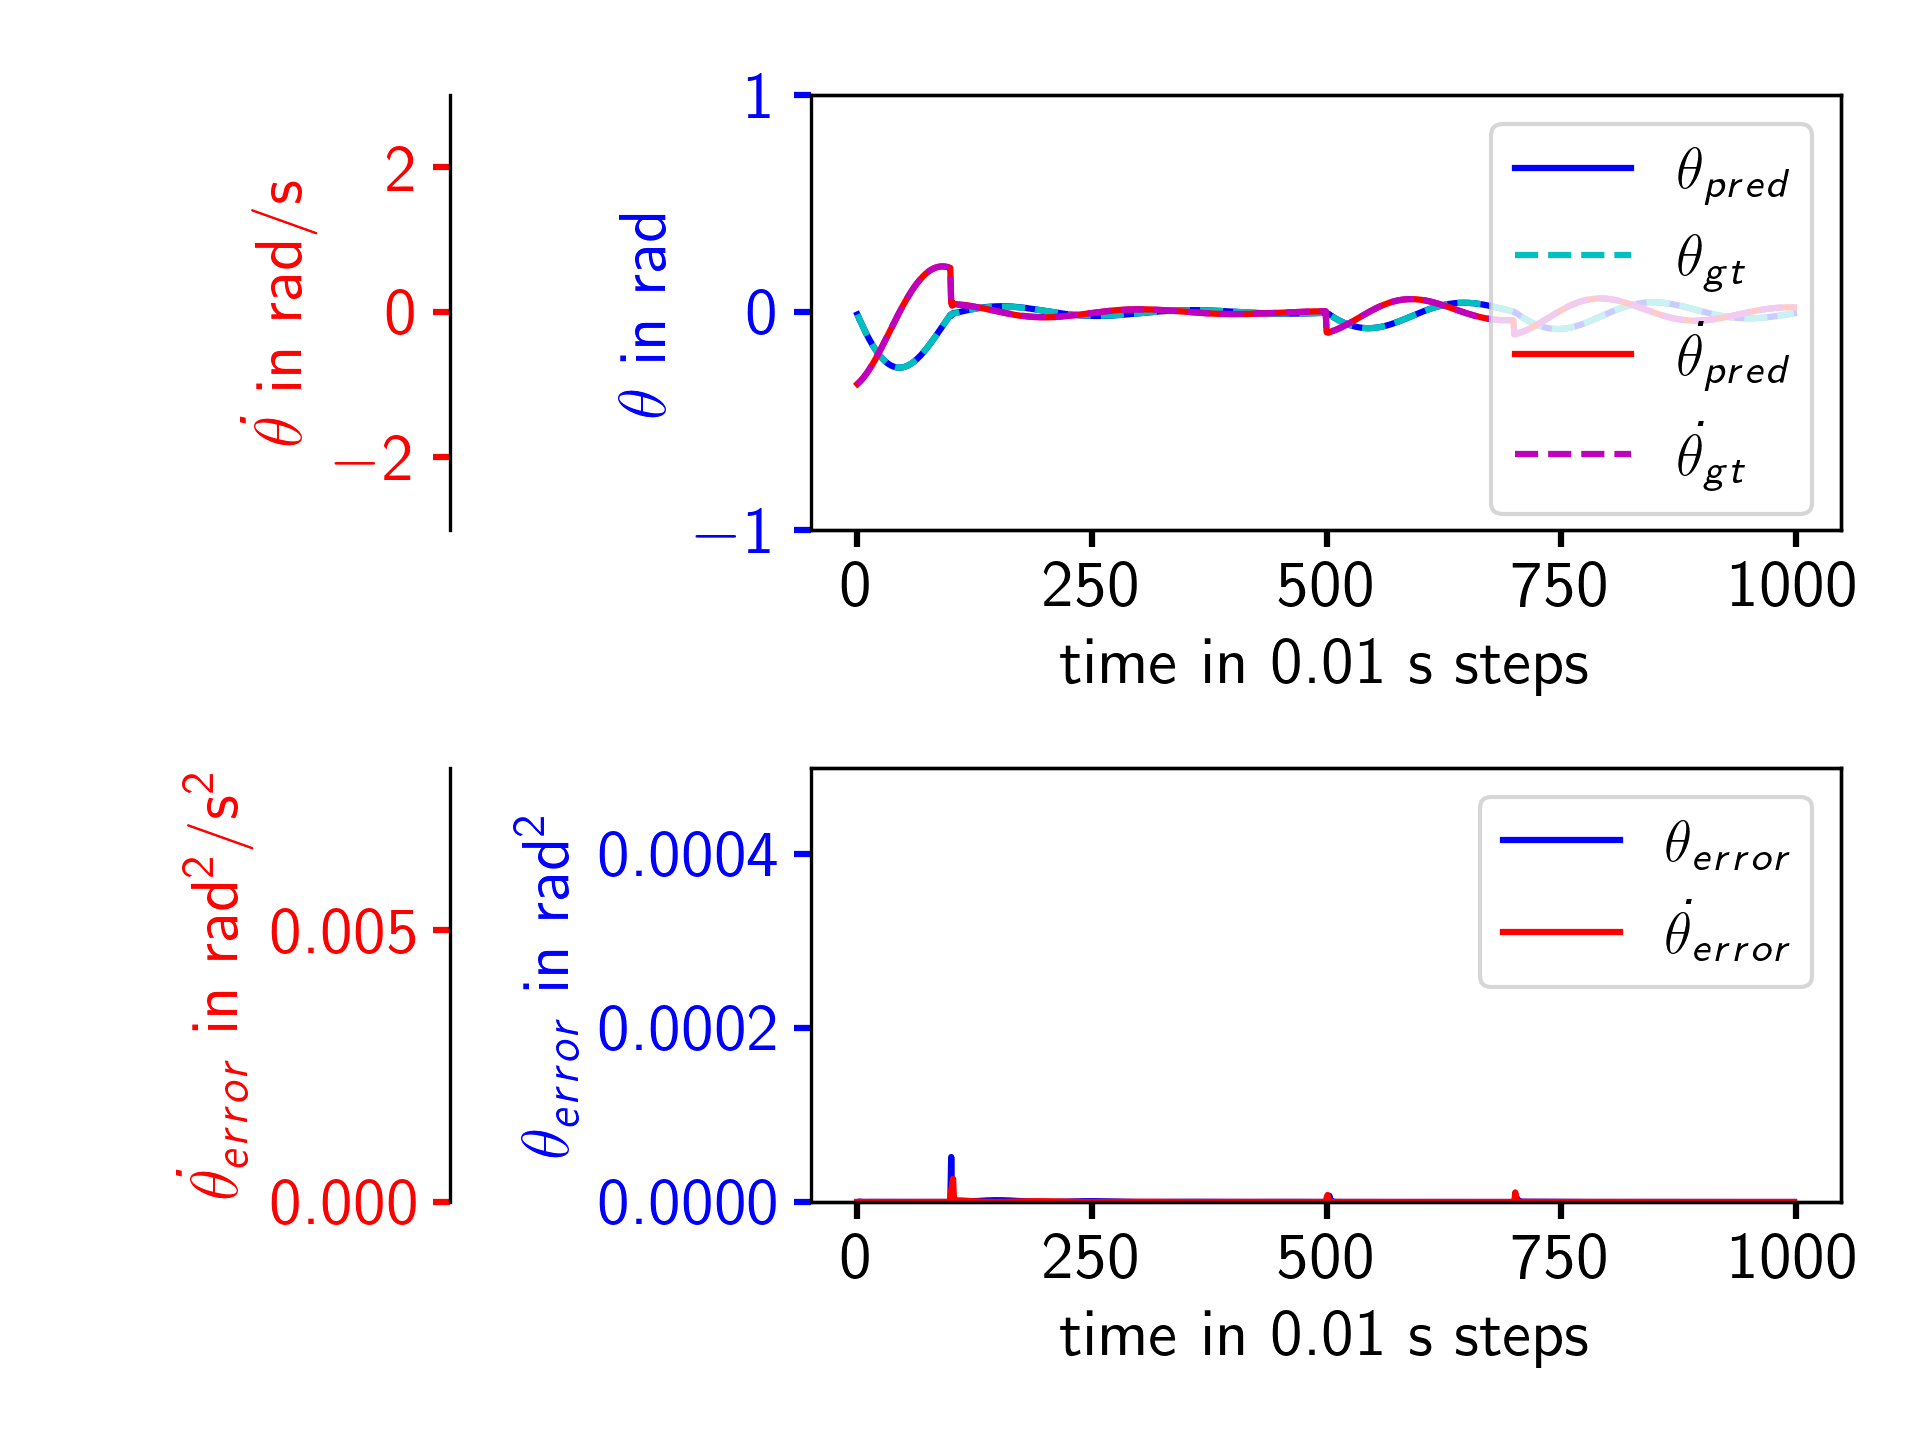 θ̇ in rad/s
2
0
−2
θ in rad
1
0
−1
θ_pred
θ_gt
θ̇_pred
θ̇_gt
0 250 500 750 1000
time in 0.01 s steps
θ̇_error in rad²/s²
0.005
0.000
θ_error in rad²
0.0004
0.0002
0.0000
θ_error
θ̇_error
0 250 500 750 1000
time in 0.01 s steps